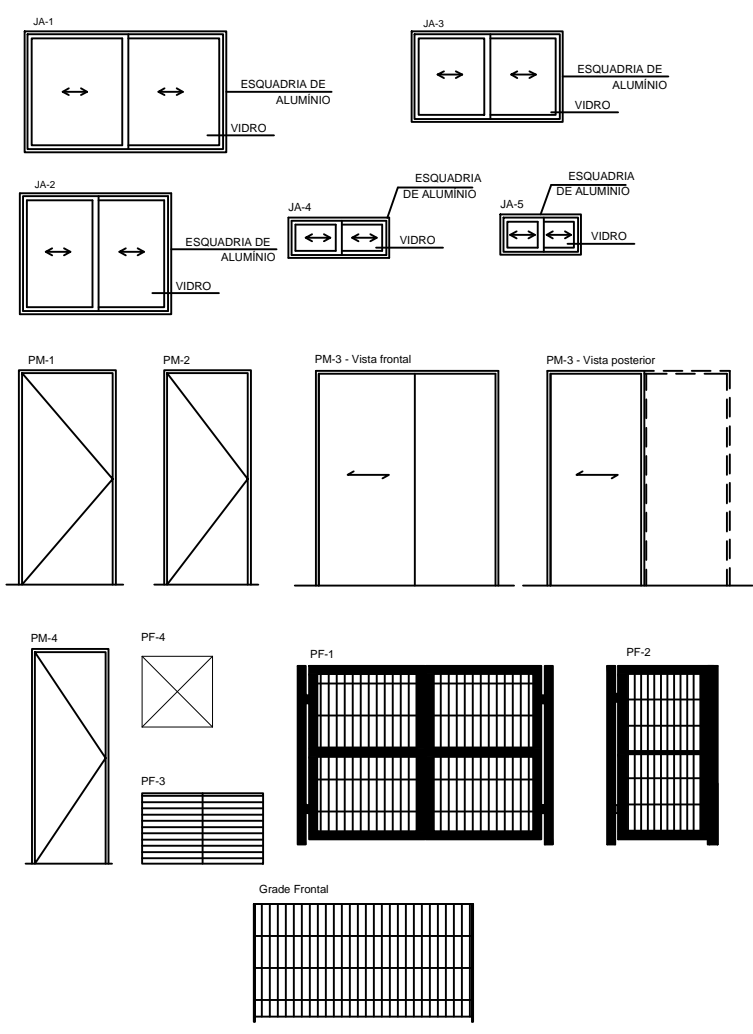 JA-1
ESQUADRIA DE
ALUMÍNIO
VIDRO
JA-3
ESQUADRIA DE
ALUMÍNIO
VIDRO
JA-2
ESQUADRIA DE
ALUMÍNIO
VIDRO
JA-4
ESQUADRIA
DE ALUMÍNIO
VIDRO
JA-5
ESQUADRIA
DE ALUMÍNIO
VIDRO
PM-1
PM-2
PM-3 - Vista frontal
PM-3 - Vista posterior
PM-4
PF-4
PF-1
PF-2
PF-3
Grade Frontal